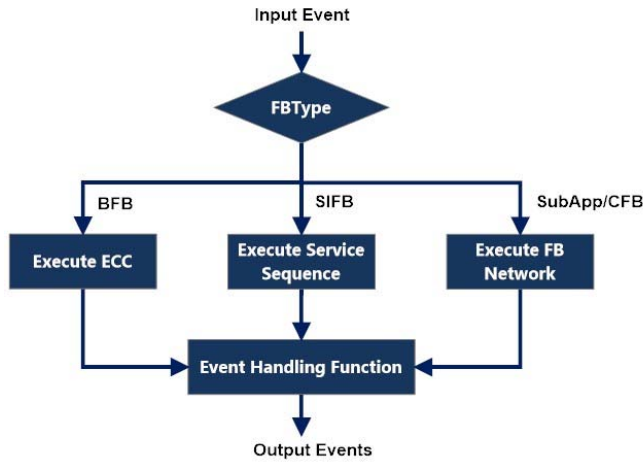 Input Event
FBType
BFB
SIFB
SubApp/CFB
Execute ECC
Execute Service
Sequence
Execute FB
Network
Event Handling Function
Output Events